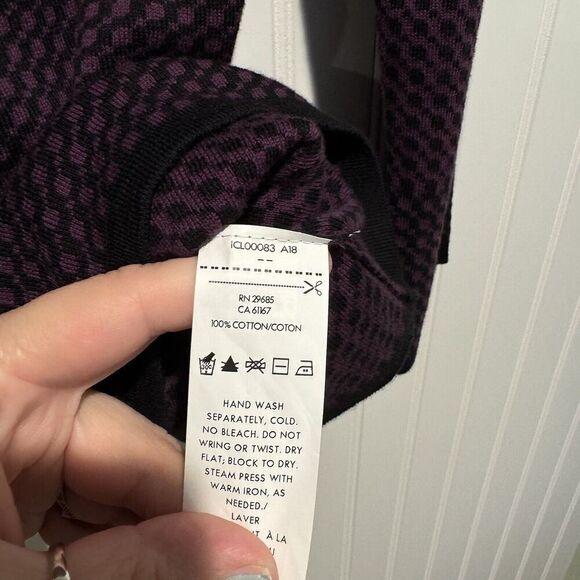 iCL00083 A18
--
RN 29685
CA 61167
100% COTTON/COTON
HAND WASH
SEPARATELY, COLD.
NO BLEACH. DO NOT
WRING OR TWIST. DRY
FLAT; BLOCK TO DRY.
STEAM PRESS WITH
WARM IRON, AS
NEEDED./
LAVER
À LA